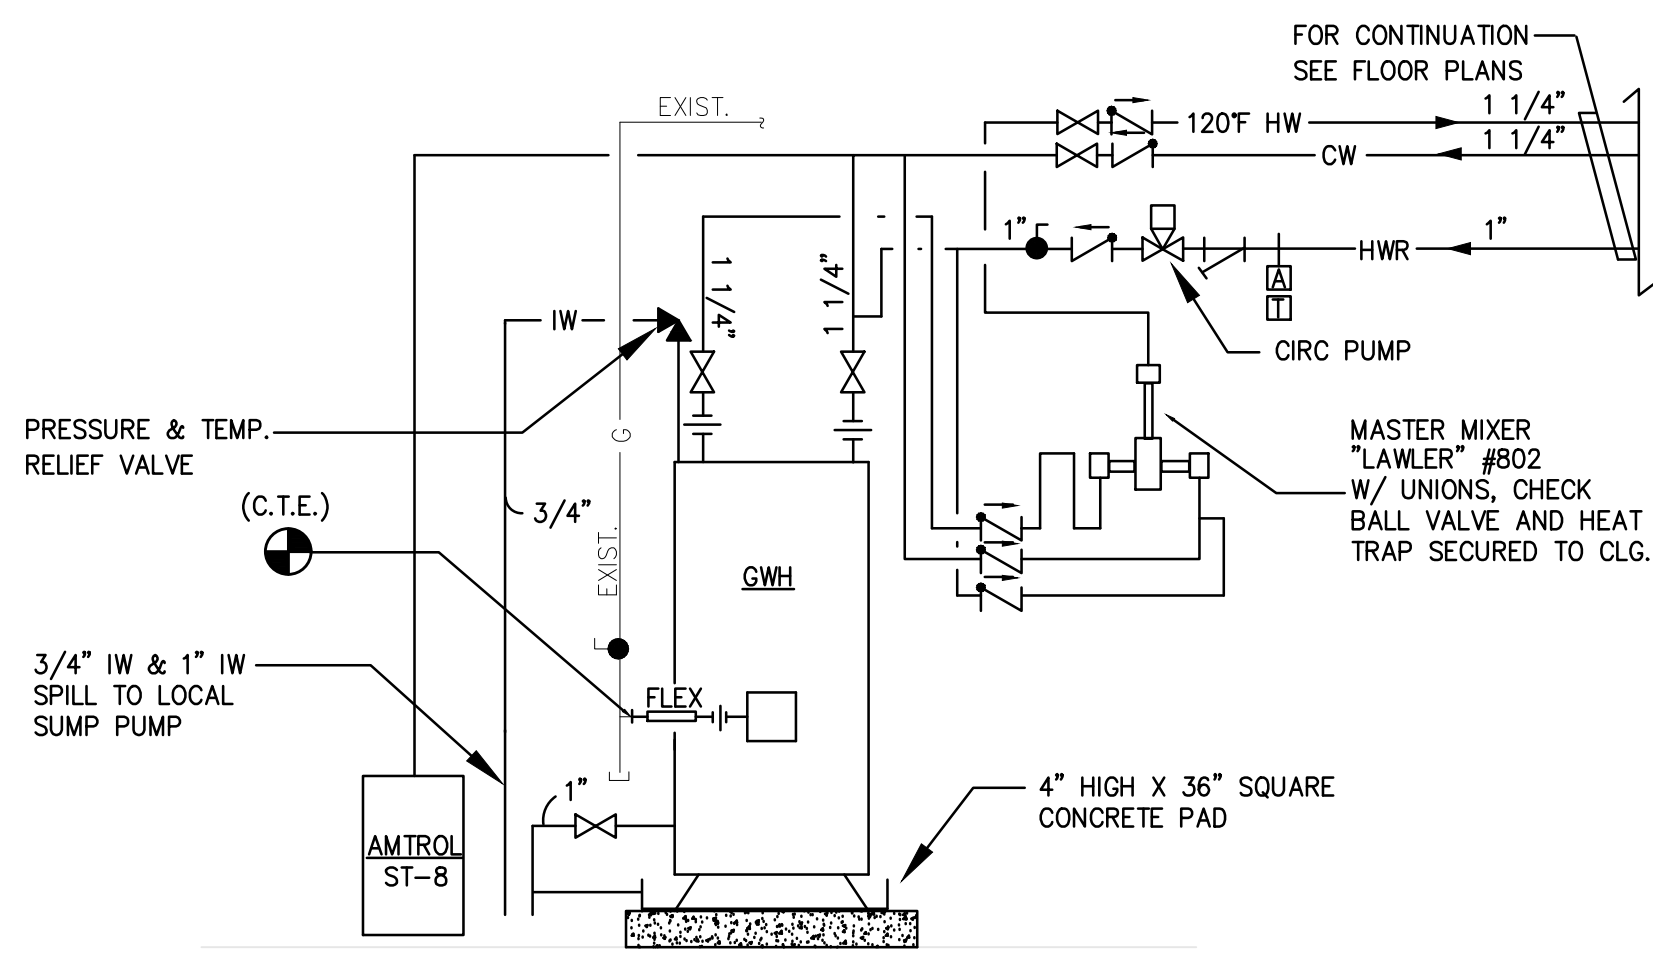 FOR CONTINUATION
SEE FLOOR PLANS
EXIST.
1 1/4"
120°F HW
1 1/4"
CW
1"
1"
HWR
A
T
1 1/4"
1 1/4"
IW
CIRC PUMP
PRESSURE & TEMP.
RELIEF VALVE
G
MASTER MIXER
"LAWLER" #802
W/ UNIONS, CHECK
BALL VALVE AND HEAT
TRAP SECURED TO CLG.
(C.T.E.)
3/4"
EXIST.
GWH
3/4" IW & 1" IW
SPILL TO LOCAL
SUMP PUMP
FLEX
1"
4" HIGH X 36" SQUARE
CONCRETE PAD
AMTROL
ST-8